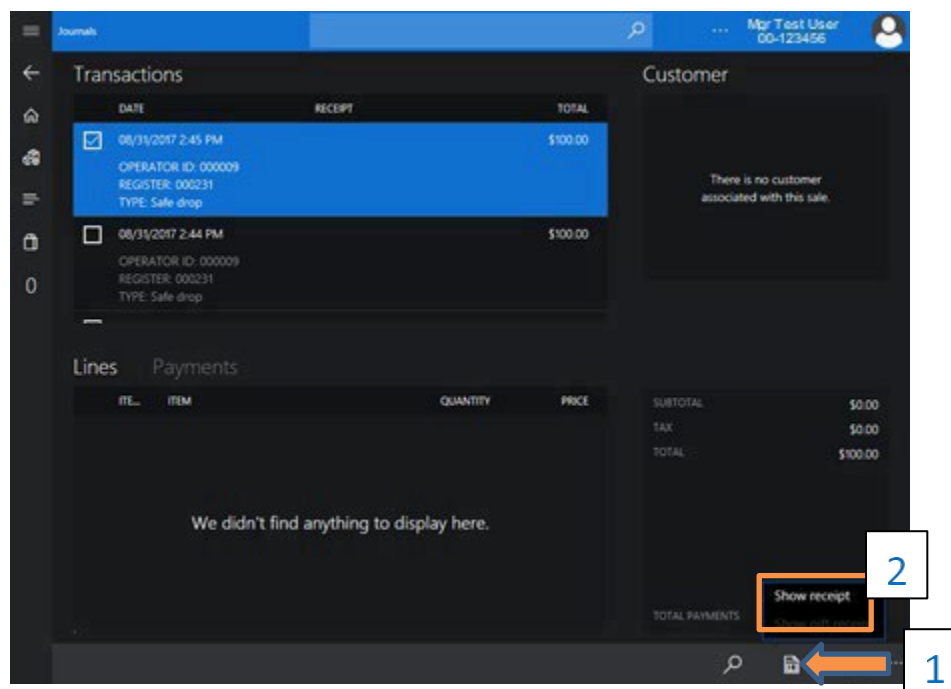 Journals
Mgr Test User
00-123456
Transactions
Customer
DATE RECEIPT TOTAL
08/31/2017 2:45 PM $100.00
OPERATOR ID: 000009
REGISTER: 000231
TYPE: Safe drop
There is no customer
associated with this sale.
08/31/2017 2:44 PM $100.00
OPERATOR ID: 000009
REGISTER: 000231
TYPE: Safe drop
0
Lines Payments
ITE... ITEM QUANTITY PRICE
SUBTOTAL $0.00
TAX $0.00
TOTAL $100.00
We didn't find anything to display here.
2
Show receipt
TOTAL PAYMENTS
Show gift receipt
1